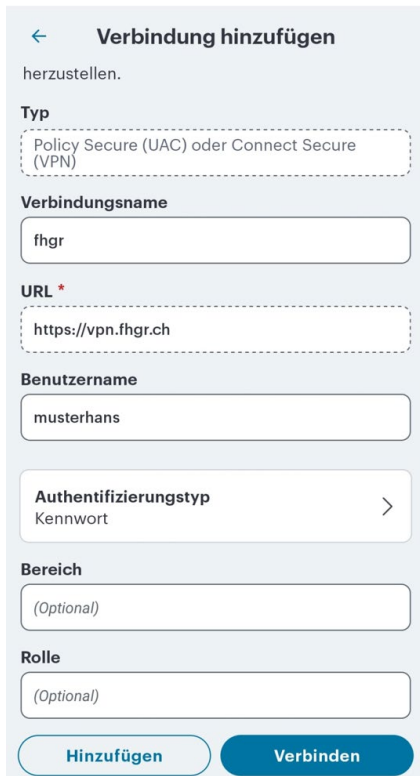 Verbindung hinzufügen
herzustellen.
Typ
Policy Secure (UAC) oder Connect Secure
(VPN)
Verbindungsname
fhgr
URL *
https://vpn.fhgr.ch
Benutzername
musterhans
Authentifizierungstyp
Kennwort
Bereich
(Optional)
Rolle
(Optional)
Hinzufügen Verbinden